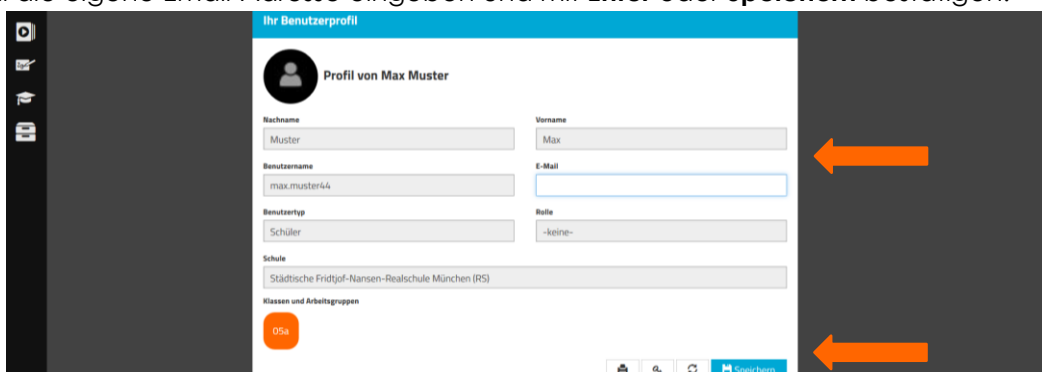 die eigene Email Adresse eingeben und mit Enter oder speichern bestätigen.
Ihr Benutzerprofil
Profil von Max Muster
Nachname
Vorname
Muster
Max
Benutzername
E-Mail
max.muster44
Benutzertyp
Rolle
Schüler
-keine-
Schule
Städtische Fridtjof-Nansen-Realschule München (RS)
Klassen und Arbeitsgruppen
05a
Speichern